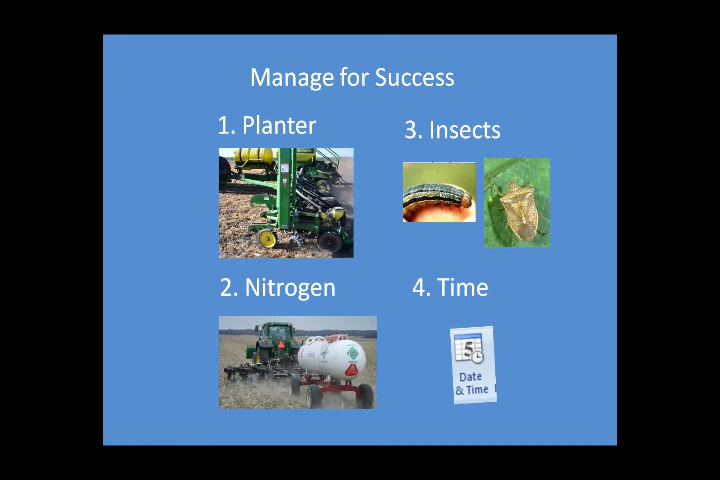 Manage for Success
1. Planter
3. Insects
2. Nitrogen
4. Time
5
Date
& Time